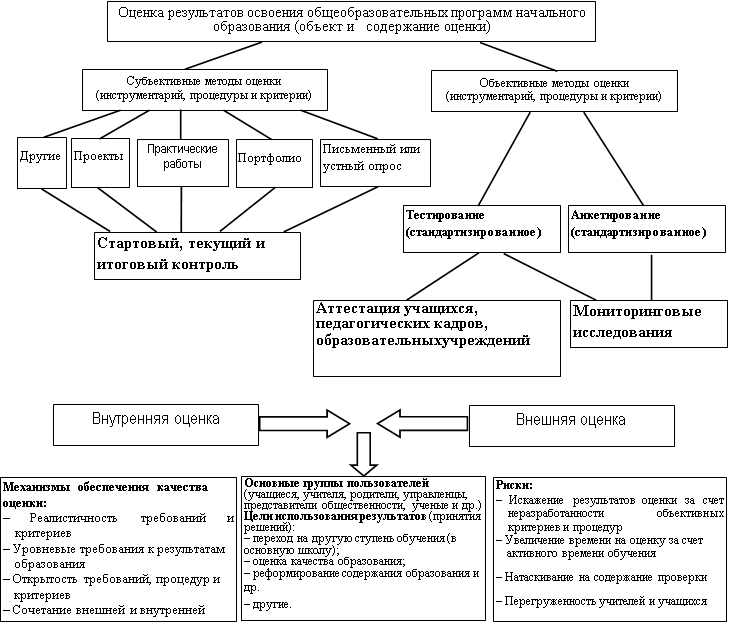 Оценка результатов освоения общеобразовательных программ начального
образования (объект и содержание оценки)
Субъективные методы оценки
(инструментарий, процедуры и критерии)
Объективные методы оценки
(инструментарий, процедуры и критерии)
Другие
Проекты
Практические
работы
Портфолио
Письменный или
устный опрос
Тестирование
(стандартизированное)
Анкетирование
(стандартизированное)
Стартовый, текущий и
итоговый контроль
Аттестация учащихся,
педагогических кадров,
образовательныхучреждений
Мониторинговые
исследования
Внутренняя оценка
Внешняя оценка
Механизмы обеспечения качества
оценки:
– Реалистичность требований и
критериев
– Уровневые требования к результатам
образования
– Открытость требований, процедур и
критериев
– Сочетание внешней и внутренней
Основные группы пользователей
(учащиеся, учителя, родители, управленцы,
представители общественности, ученые и др.)
Цели использования результатов (принятия
решений):
– переход на другую ступень обучения (в
основную школу);
– оценка качества образования;
– реформирование содержания образования и
др.
– другие.
Риски:
– Искажение результатов оценки за счет
неразработанности объективных
критериев и процедур
– Увеличение времени на оценку за счет
активного времени обучения
– Натаскивание на содержание проверки
– Перегруженность учителей и учащихся